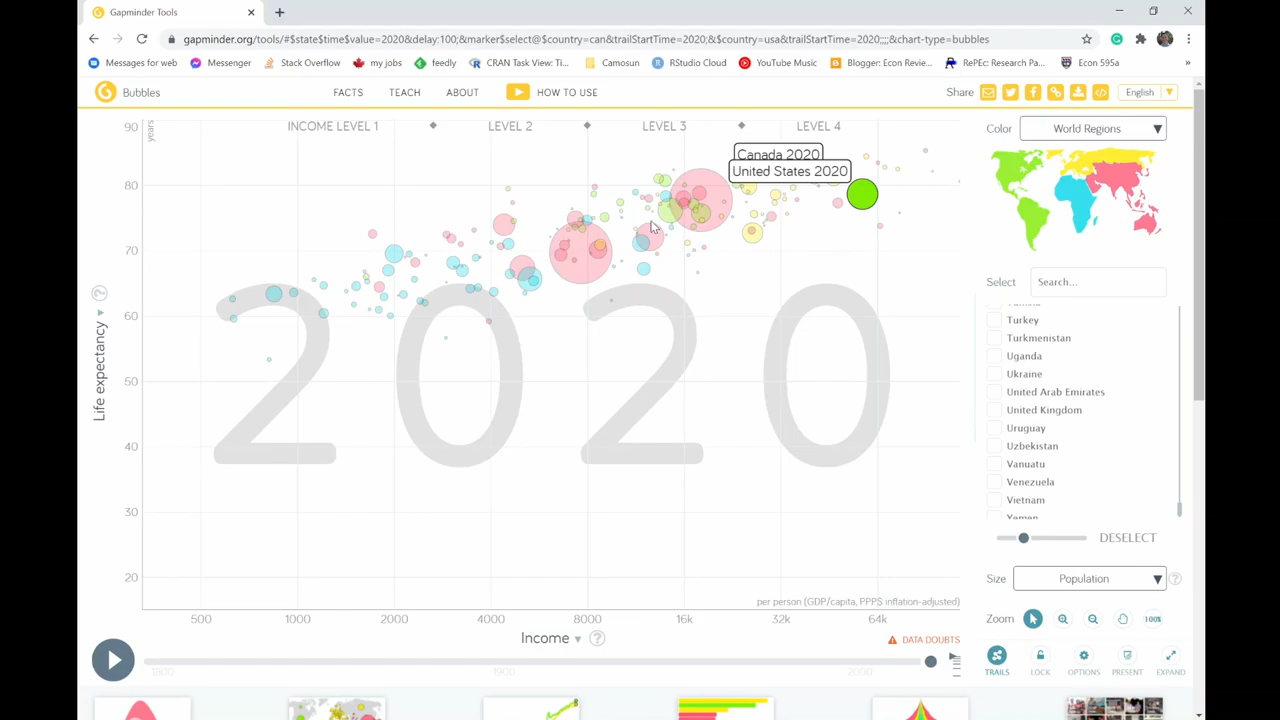 Gapminder Tools
gapminder.org/tools/#$state$time$value=2020&delay:100;&marker$select@$country=can&trailStartTime=2020;&$country=usa&trailStartTime=2020;;;;&chart-type=bubbles
Messages for web Messenger Stack Overflow my jobs feedly CRAN Task View: Ti... Camosun RStudio Cloud YouTube Music Blogger: Econ Revie... RePEc: Research Pa... Econ 595a »
Bubbles FACTS TEACH ABOUT HOW TO USE Share English
90 years INCOME LEVEL 1 LEVEL 2 LEVEL 3 LEVEL 4
Color World Regions
Canada 2020
United States 2020
80
70
60
50
40
30
20
2020
Life expectancy
Select Search...
Turkey
Turkmenistan
Uganda
Ukraine
United Arab Emirates
United Kingdom
Uruguay
Uzbekistan
Vanuatu
Venezuela
Vietnam
Yemen
DESELECT
Size Population ?
per person (GDP/capita, PPP$ inflation-adjusted)
500 1000 2000 4000 8000 16k 32k 64k
Income ?
DATA DOUBTS
Zoom 100%
1800 1900 2000
TRAILS LOCK OPTIONS PRESENT EXPAND